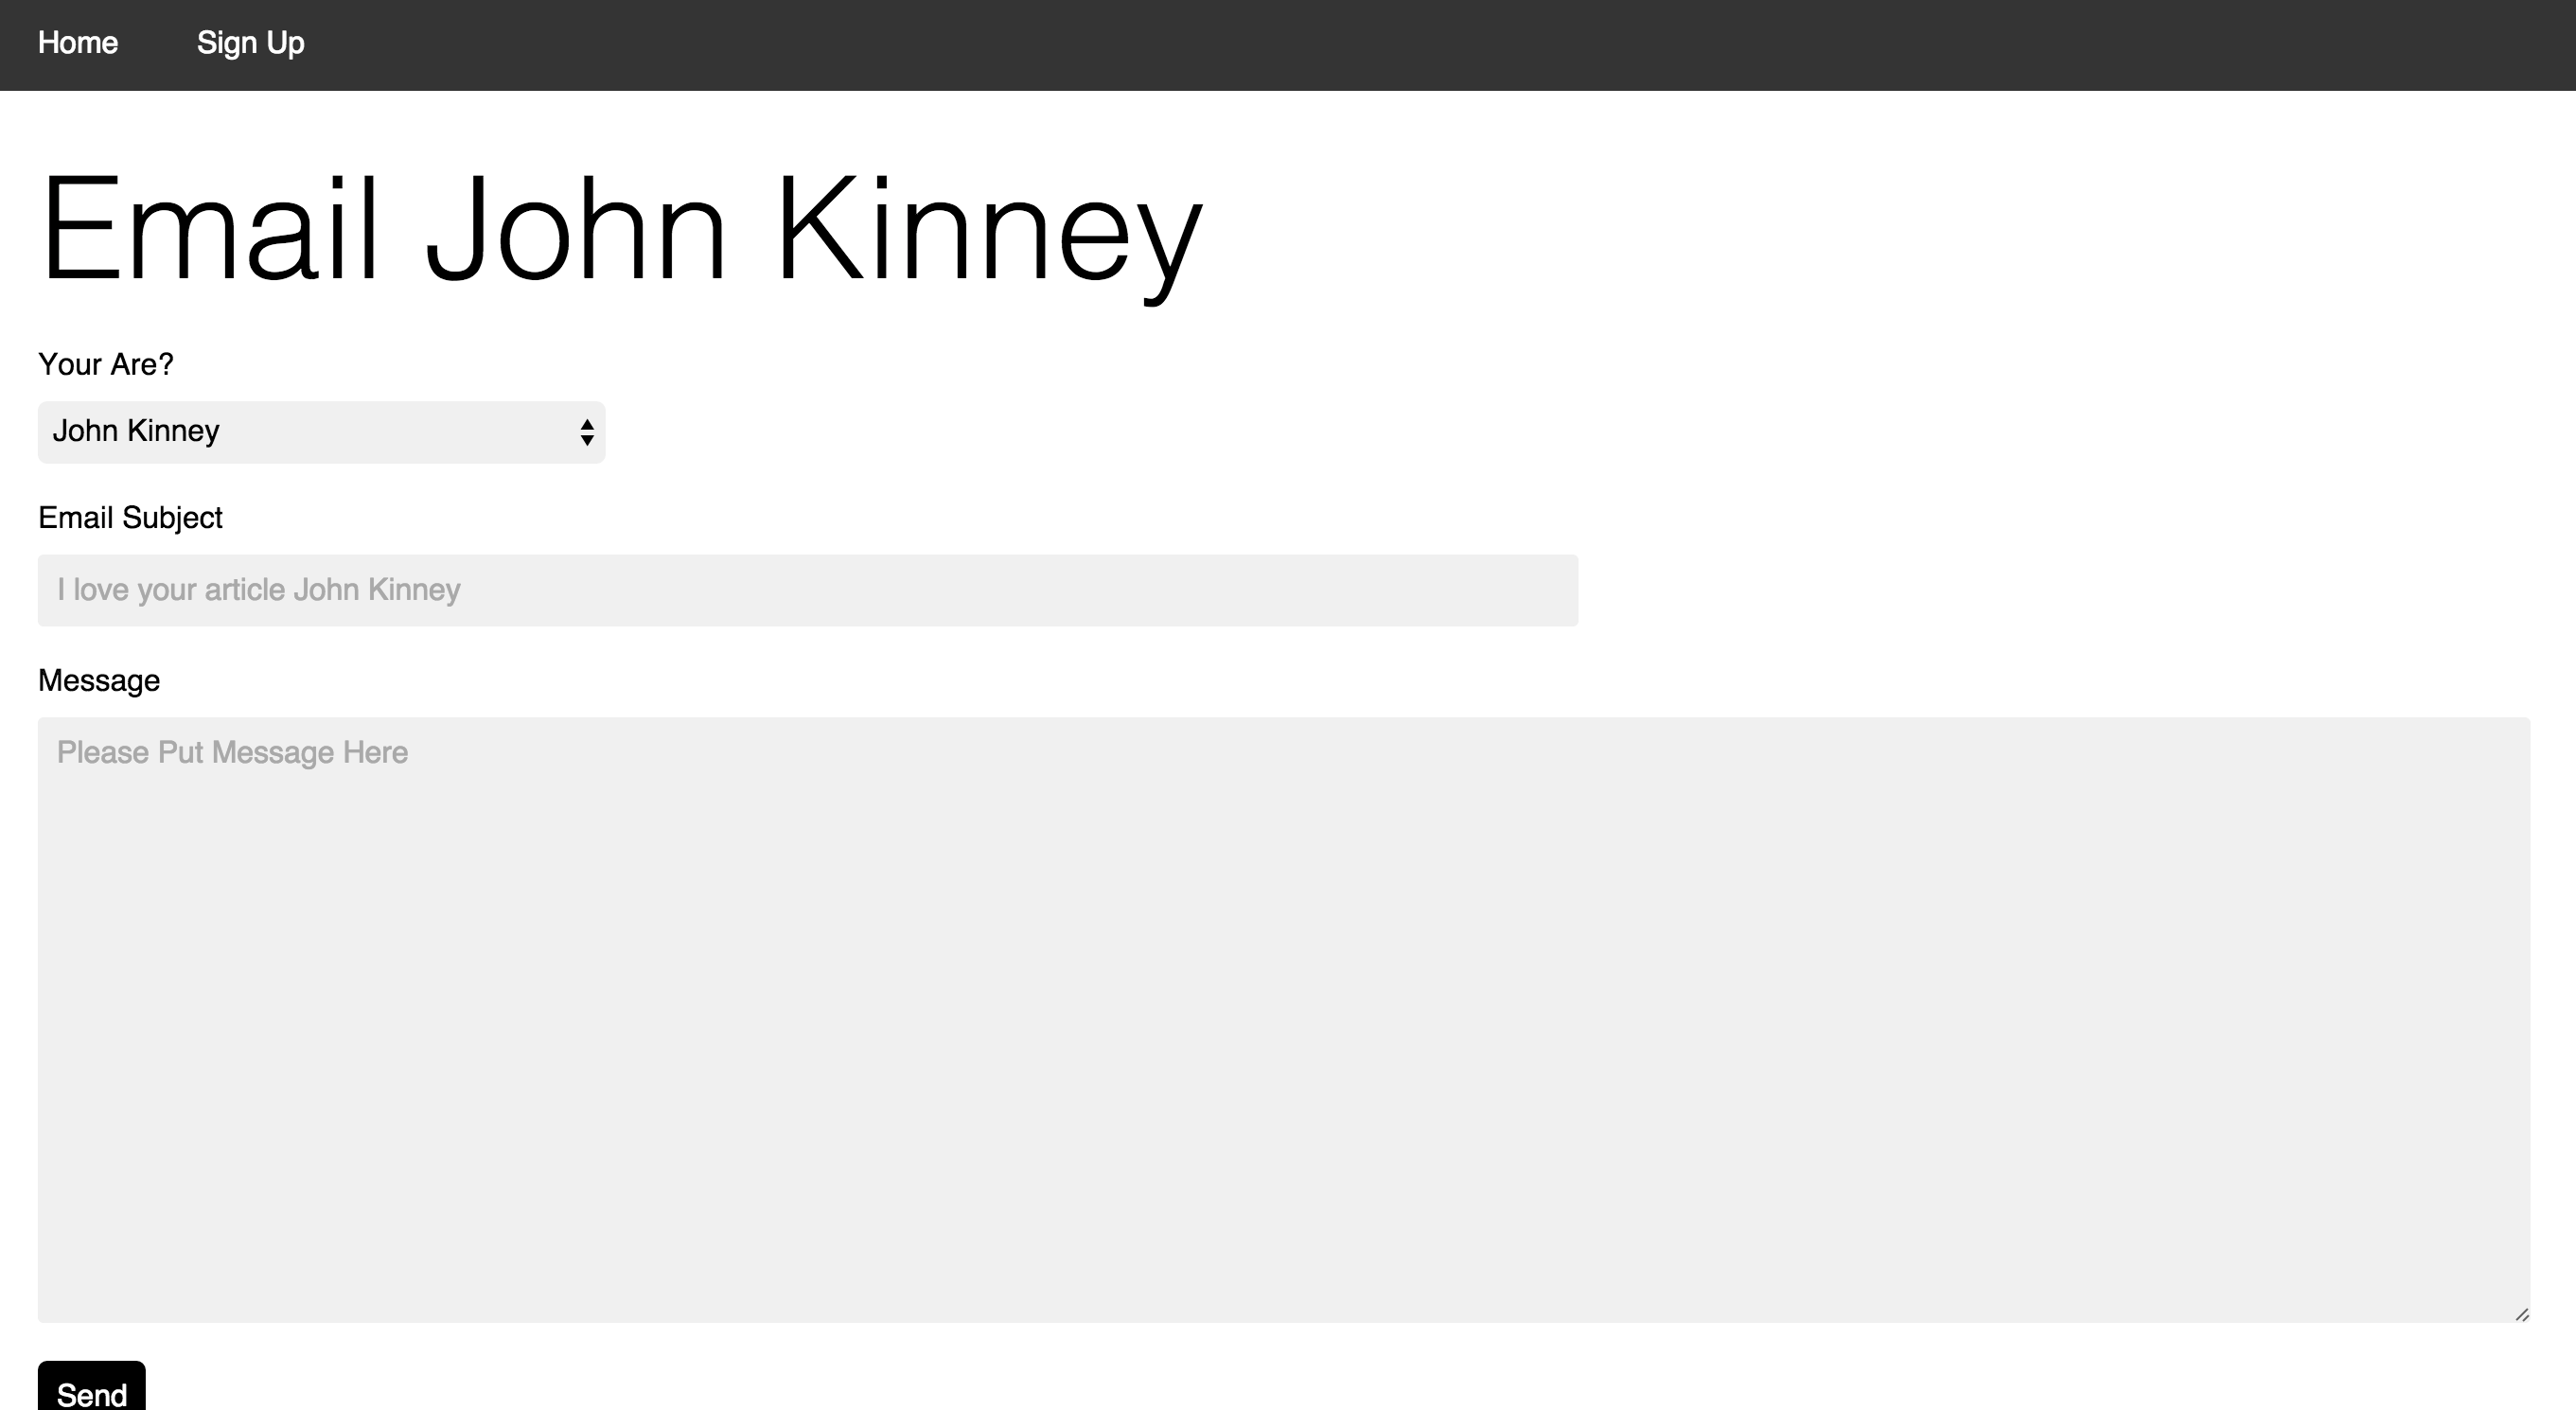 Home Sign Up
Email John Kinney
Your Are?
John Kinney
Email Subject
I love your article John Kinney
Message
Please Put Message Here
Send